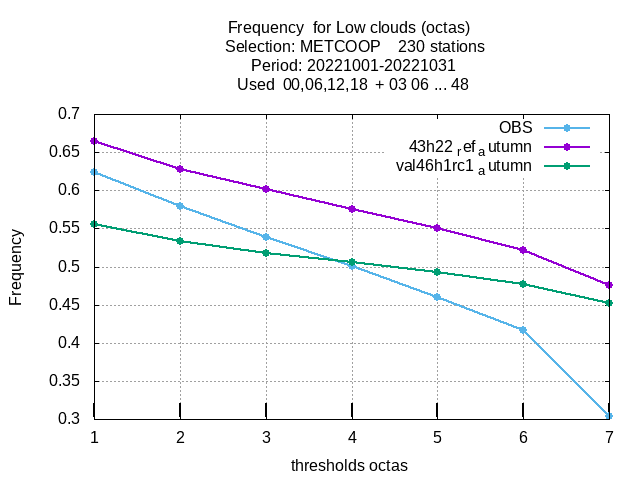 Frequency for Low clouds (octas)
Selection: METCOOP 230 stations
Period: 20221001-20221031
Used 00,06,12,18 + 03 06 ... 48
OBS
43h22 ref autumn
val46h1rc1 autumn
0.7
0.65
0.6
0.55
0.5
0.45
0.4
0.35
0.3
Frequency
1 2 3 4 5 6 7
thresholds octas